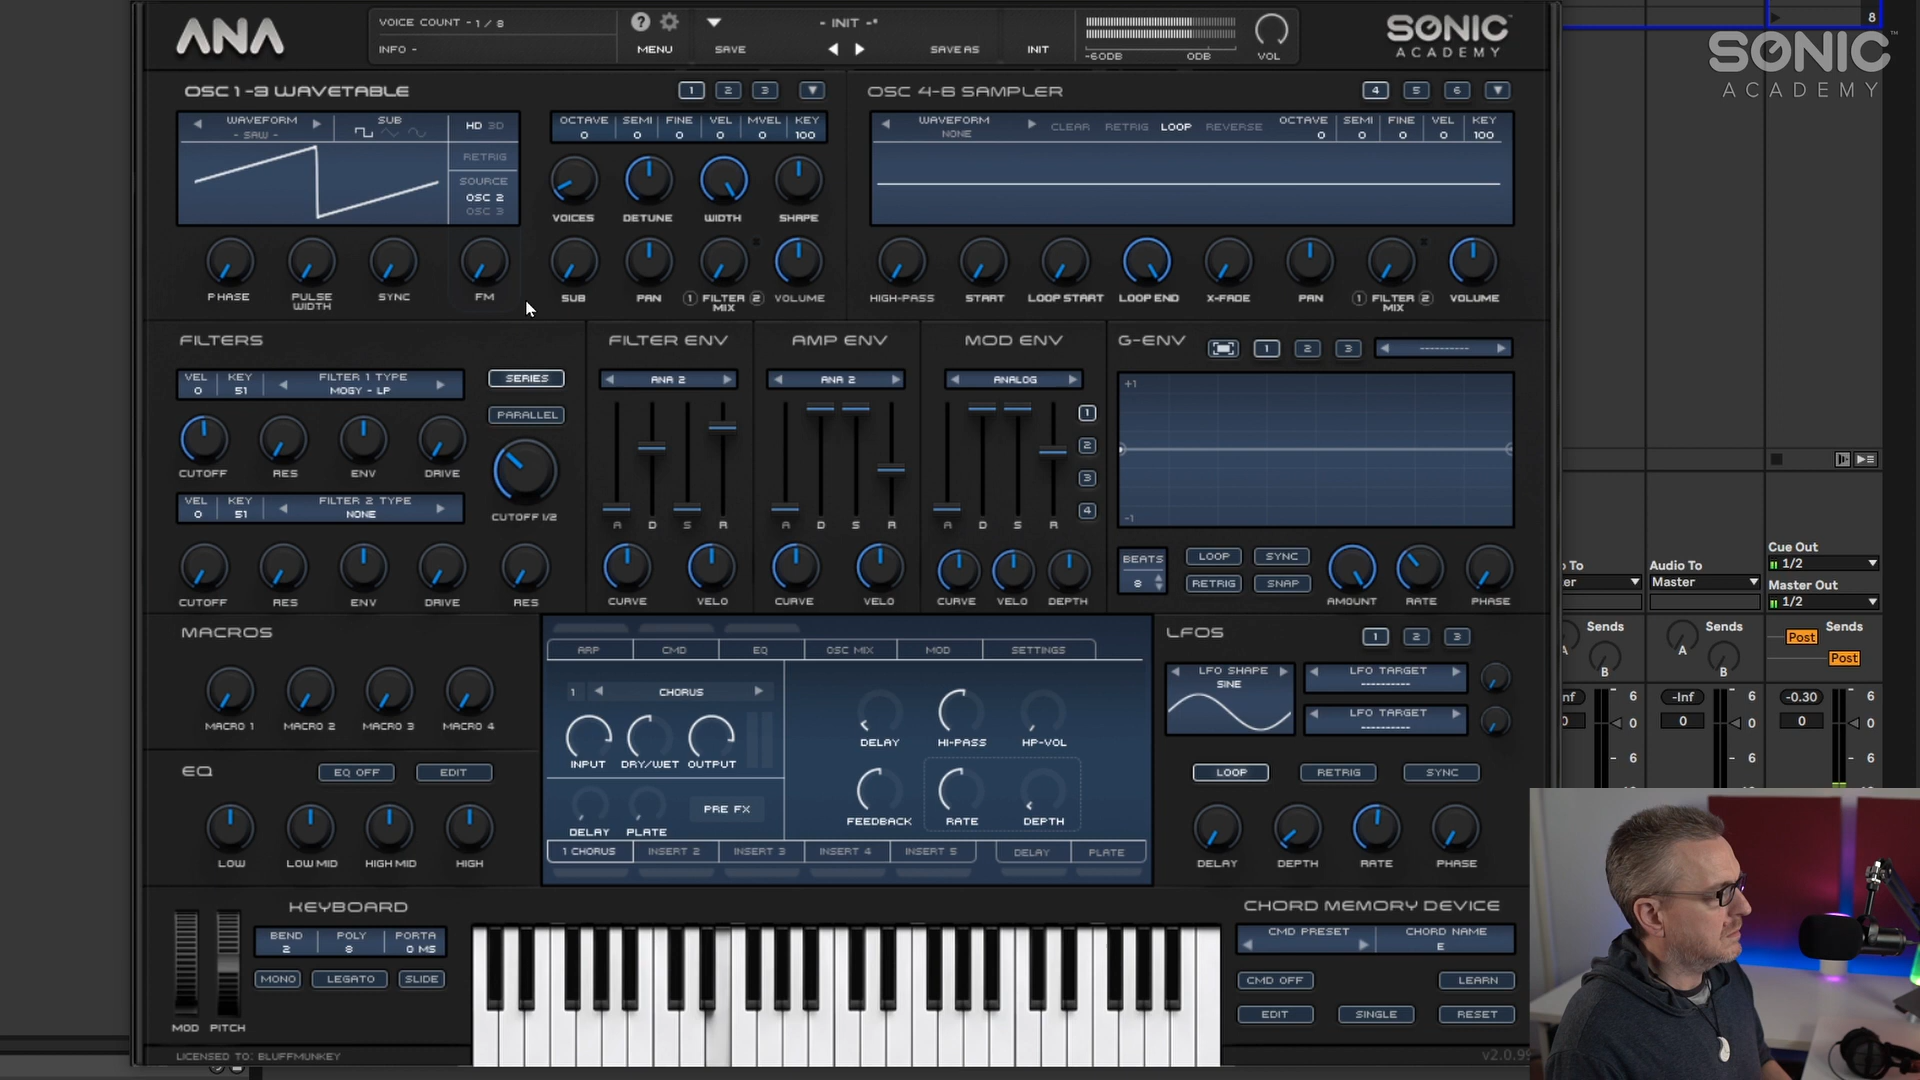 ANA
VOICE COUNT - 1 / 8
INFO -
MENU
SAVE
- INIT -*
SAVE AS
INIT
-60DB
0DB
VOL
SONIC
ACADEMY
8
SONIC
ACADEMY
OSC 1-3 WAVETABLE
1 2 3
OSC 4-6 SAMPLER
4 5 6
WAVEFORM
- SAW -
SUB
HD 3D
RETRIG
SOURCE
OSC 2
OSC 3
OCTAVE SEMI FINE VEL MVEL KEY
0 0 0 0 0 100
VOICES DETUNE WIDTH SHAPE
WAVEFORM
NONE
CLEAR RETRIG LOOP REVERSE
OCTAVE SEMI FINE VEL KEY
0 0 0 0 100
PHASE PULSE WIDTH SYNC FM SUB PAN 1 FILTER MIX 2 VOLUME
HIGH-PASS START LOOP START LOOP END X-FADE PAN 1 FILTER MIX 2 VOLUME
FILTERS
VEL 0 KEY 51
FILTER 1 TYPE
MOGY - LP
SERIES
PARALLEL
CUTOFF RES ENV DRIVE
VEL 0 KEY 51
FILTER 2 TYPE
NONE
CUTOFF 1/2
CUTOFF RES ENV DRIVE RES
FILTER ENV
ANA 2
A D S R
CURVE VELO
AMP ENV
ANA 2
A D S R
CURVE VELO
MOD ENV
ANALOG
1
2
3
4
A D S R
CURVE VELO DEPTH
G-ENV
1 2 3
----------
+1
-1
BEATS
8
LOOP SYNC
RETRIG SNAP
AMOUNT RATE PHASE
MACROS
MACRO 1 MACRO 2 MACRO 3 MACRO 4
EQ
EQ OFF EDIT
LOW LOW MID HIGH MID HIGH
ARP CMD EQ OSC MIX MOD SETTINGS
1 CHORUS
INPUT DRY/WET OUTPUT
DELAY PLATE PRE FX
DELAY HI-PASS HP-VOL
FEEDBACK RATE DEPTH
1 CHORUS INSERT 2 INSERT 3 INSERT 4 INSERT 5 DELAY PLATE
LFOS
1 2 3
LFO SHAPE
SINE
LFO TARGET
----------
LFO TARGET
----------
LOOP RETRIG SYNC
DELAY DEPTH RATE PHASE
KEYBOARD
BEND POLY PORTA
2 8 0 MS
MONO LEGATO SLIDE
MOD PITCH
CHORD MEMORY DEVICE
CMD PRESET
CHORD NAME
E
CMD OFF LEARN
EDIT SINGLE RESET
LICENSED TO: BLUFFMUNKEY
Audio To
Master
Cue Out
1/2
Master Out
1/2
Sends
Sends
Sends
A
B
A
B
Post
Post
-Inf
0
-0.30
0
6
0
6
6
0
6
6
0
6